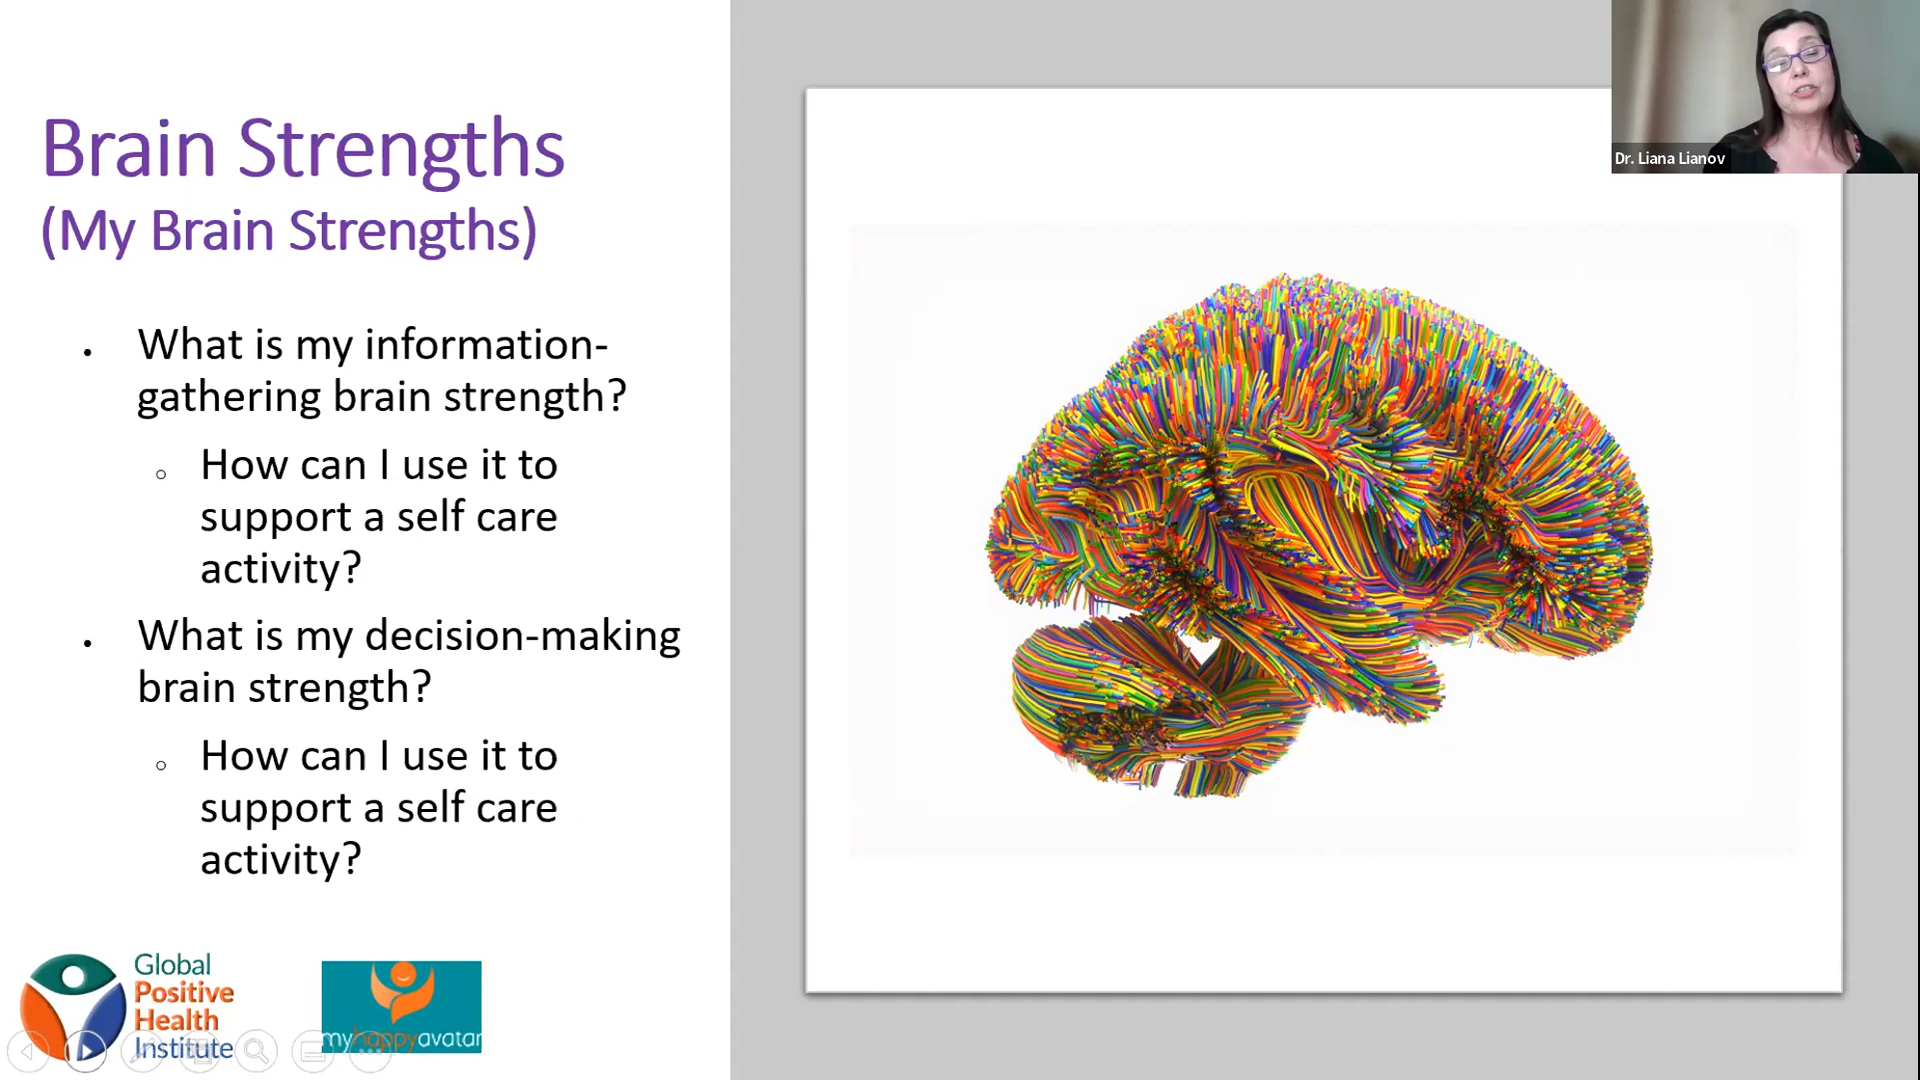 Brain Strengths
(My Brain Strengths)
• What is my information-
gathering brain strength?
○ How can I use it to
support a self care
activity?
• What is my decision-making
brain strength?
○ How can I use it to
support a self care
activity?
Global
Positive
Health
Institute
myhappyavatar
Dr. Liana Lianov